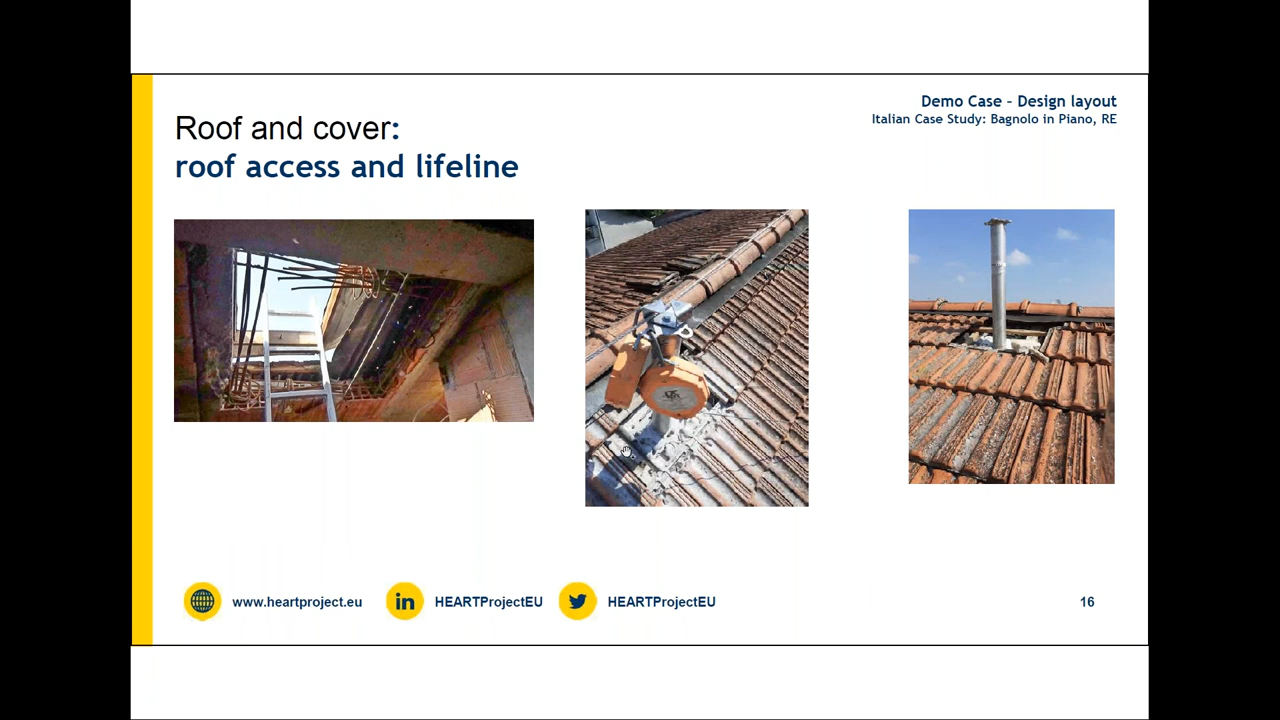 Demo Case – Design layout
Italian Case Study: Bagnolo in Piano, RE
Roof and cover:
roof access and lifeline
www.heartproject.eu
in
HEARTProjectEU
HEARTProjectEU
16